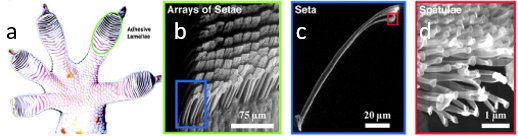 a
Adhesive
Lamellae
b
Arrays of Setae
75 µm
c
Seta
20 µm
d
Spatulae
1 µm